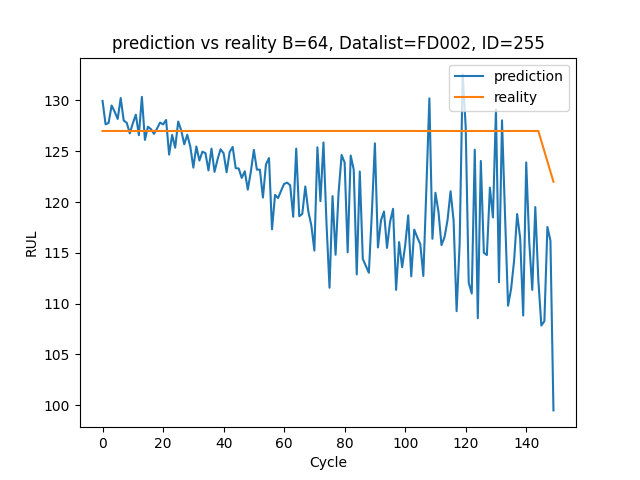 prediction vs reality B=64, Datalist=FD002, ID=255
prediction
reality
130
125
120
115
110
105
100
RUL
0 20 40 60 80 100 120 140
Cycle